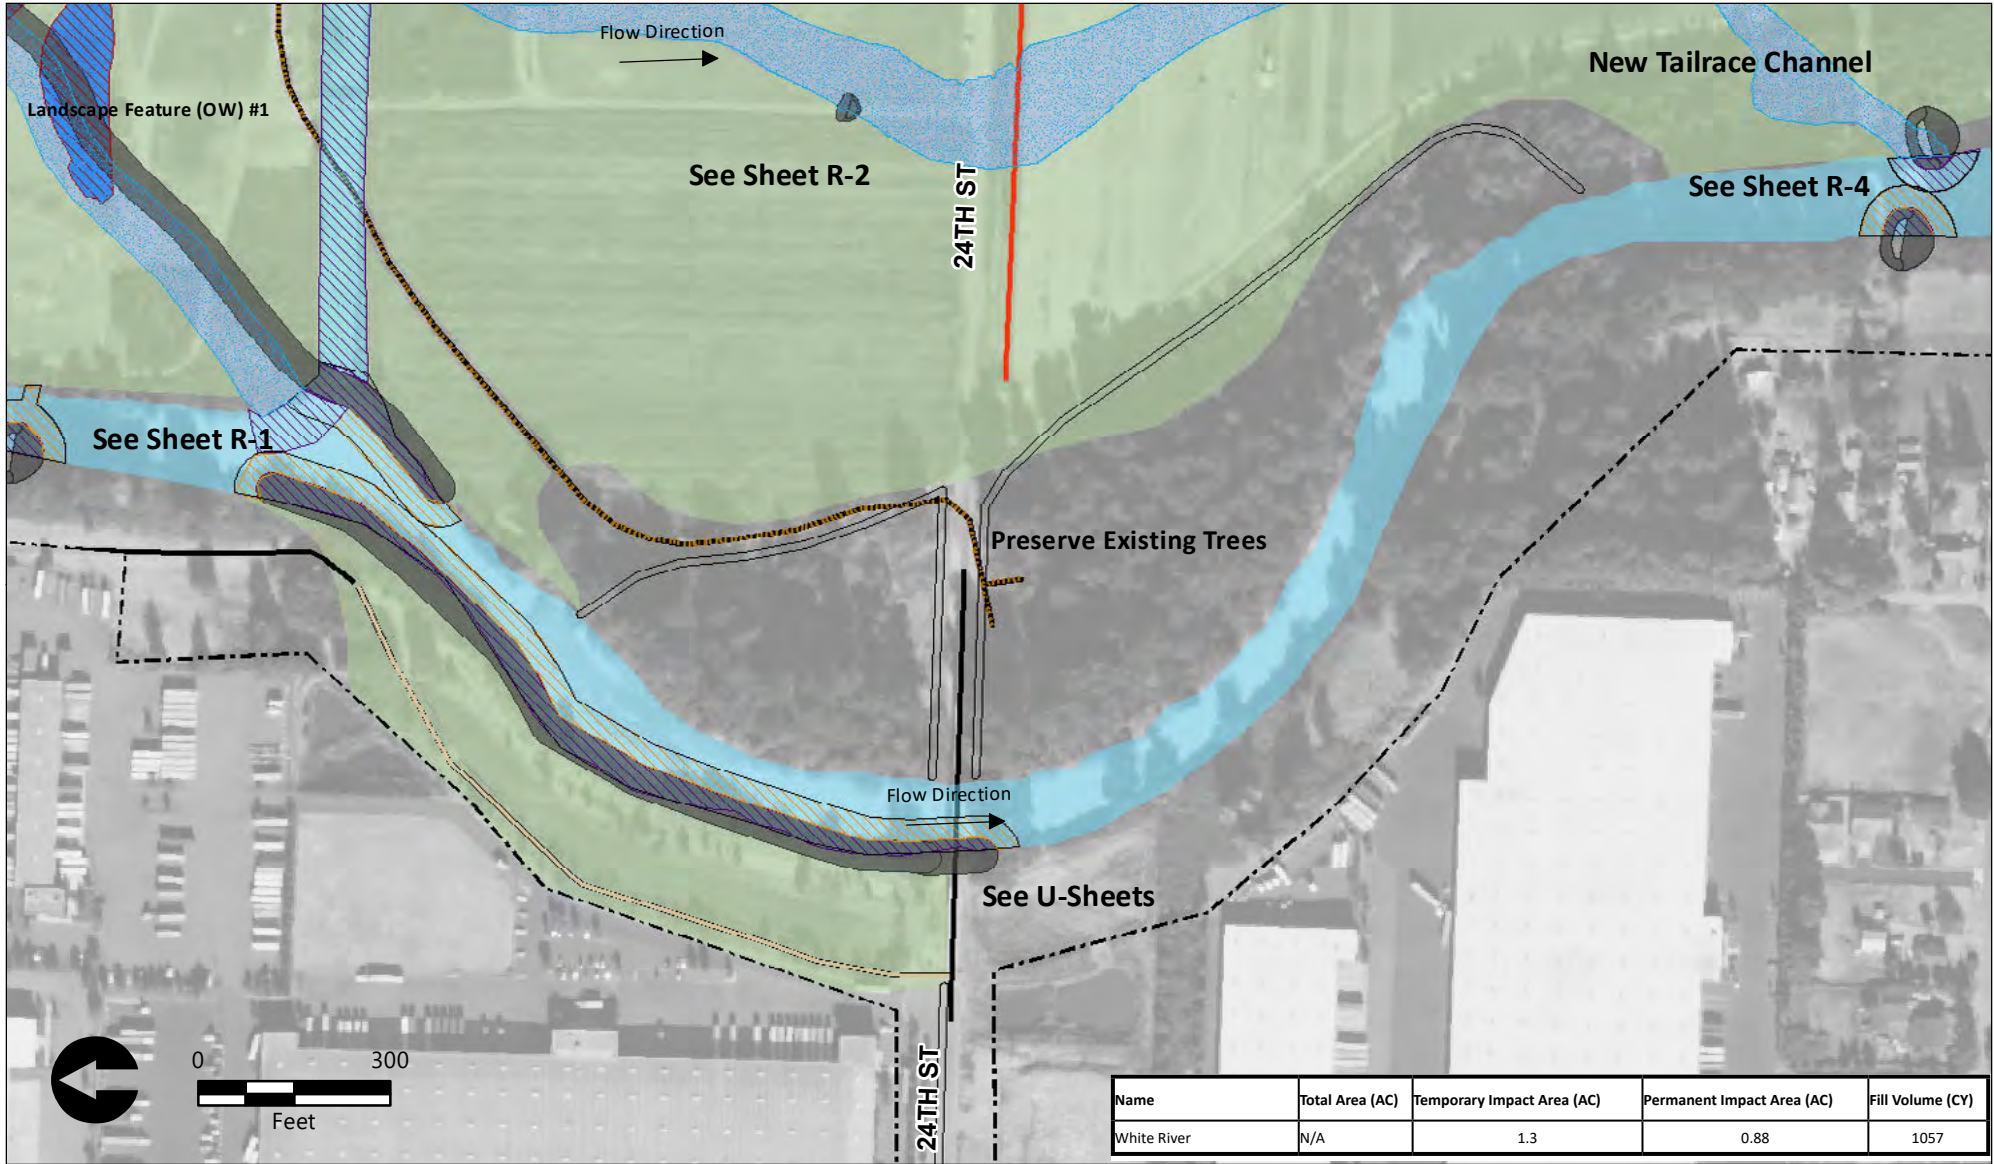 Flow Direction
New Tailrace Channel
Landscape Feature (OW) #1
See Sheet R-2
24TH ST
See Sheet R-4
See Sheet R-1
Preserve Existing Trees
Flow Direction
See U-Sheets
0 300
Feet
24TH ST
Name Total Area (AC) Temporary Impact Area (AC) Permanent Impact Area (AC) Fill Volume (CY)
White River N/A 1.3 0.88 1057